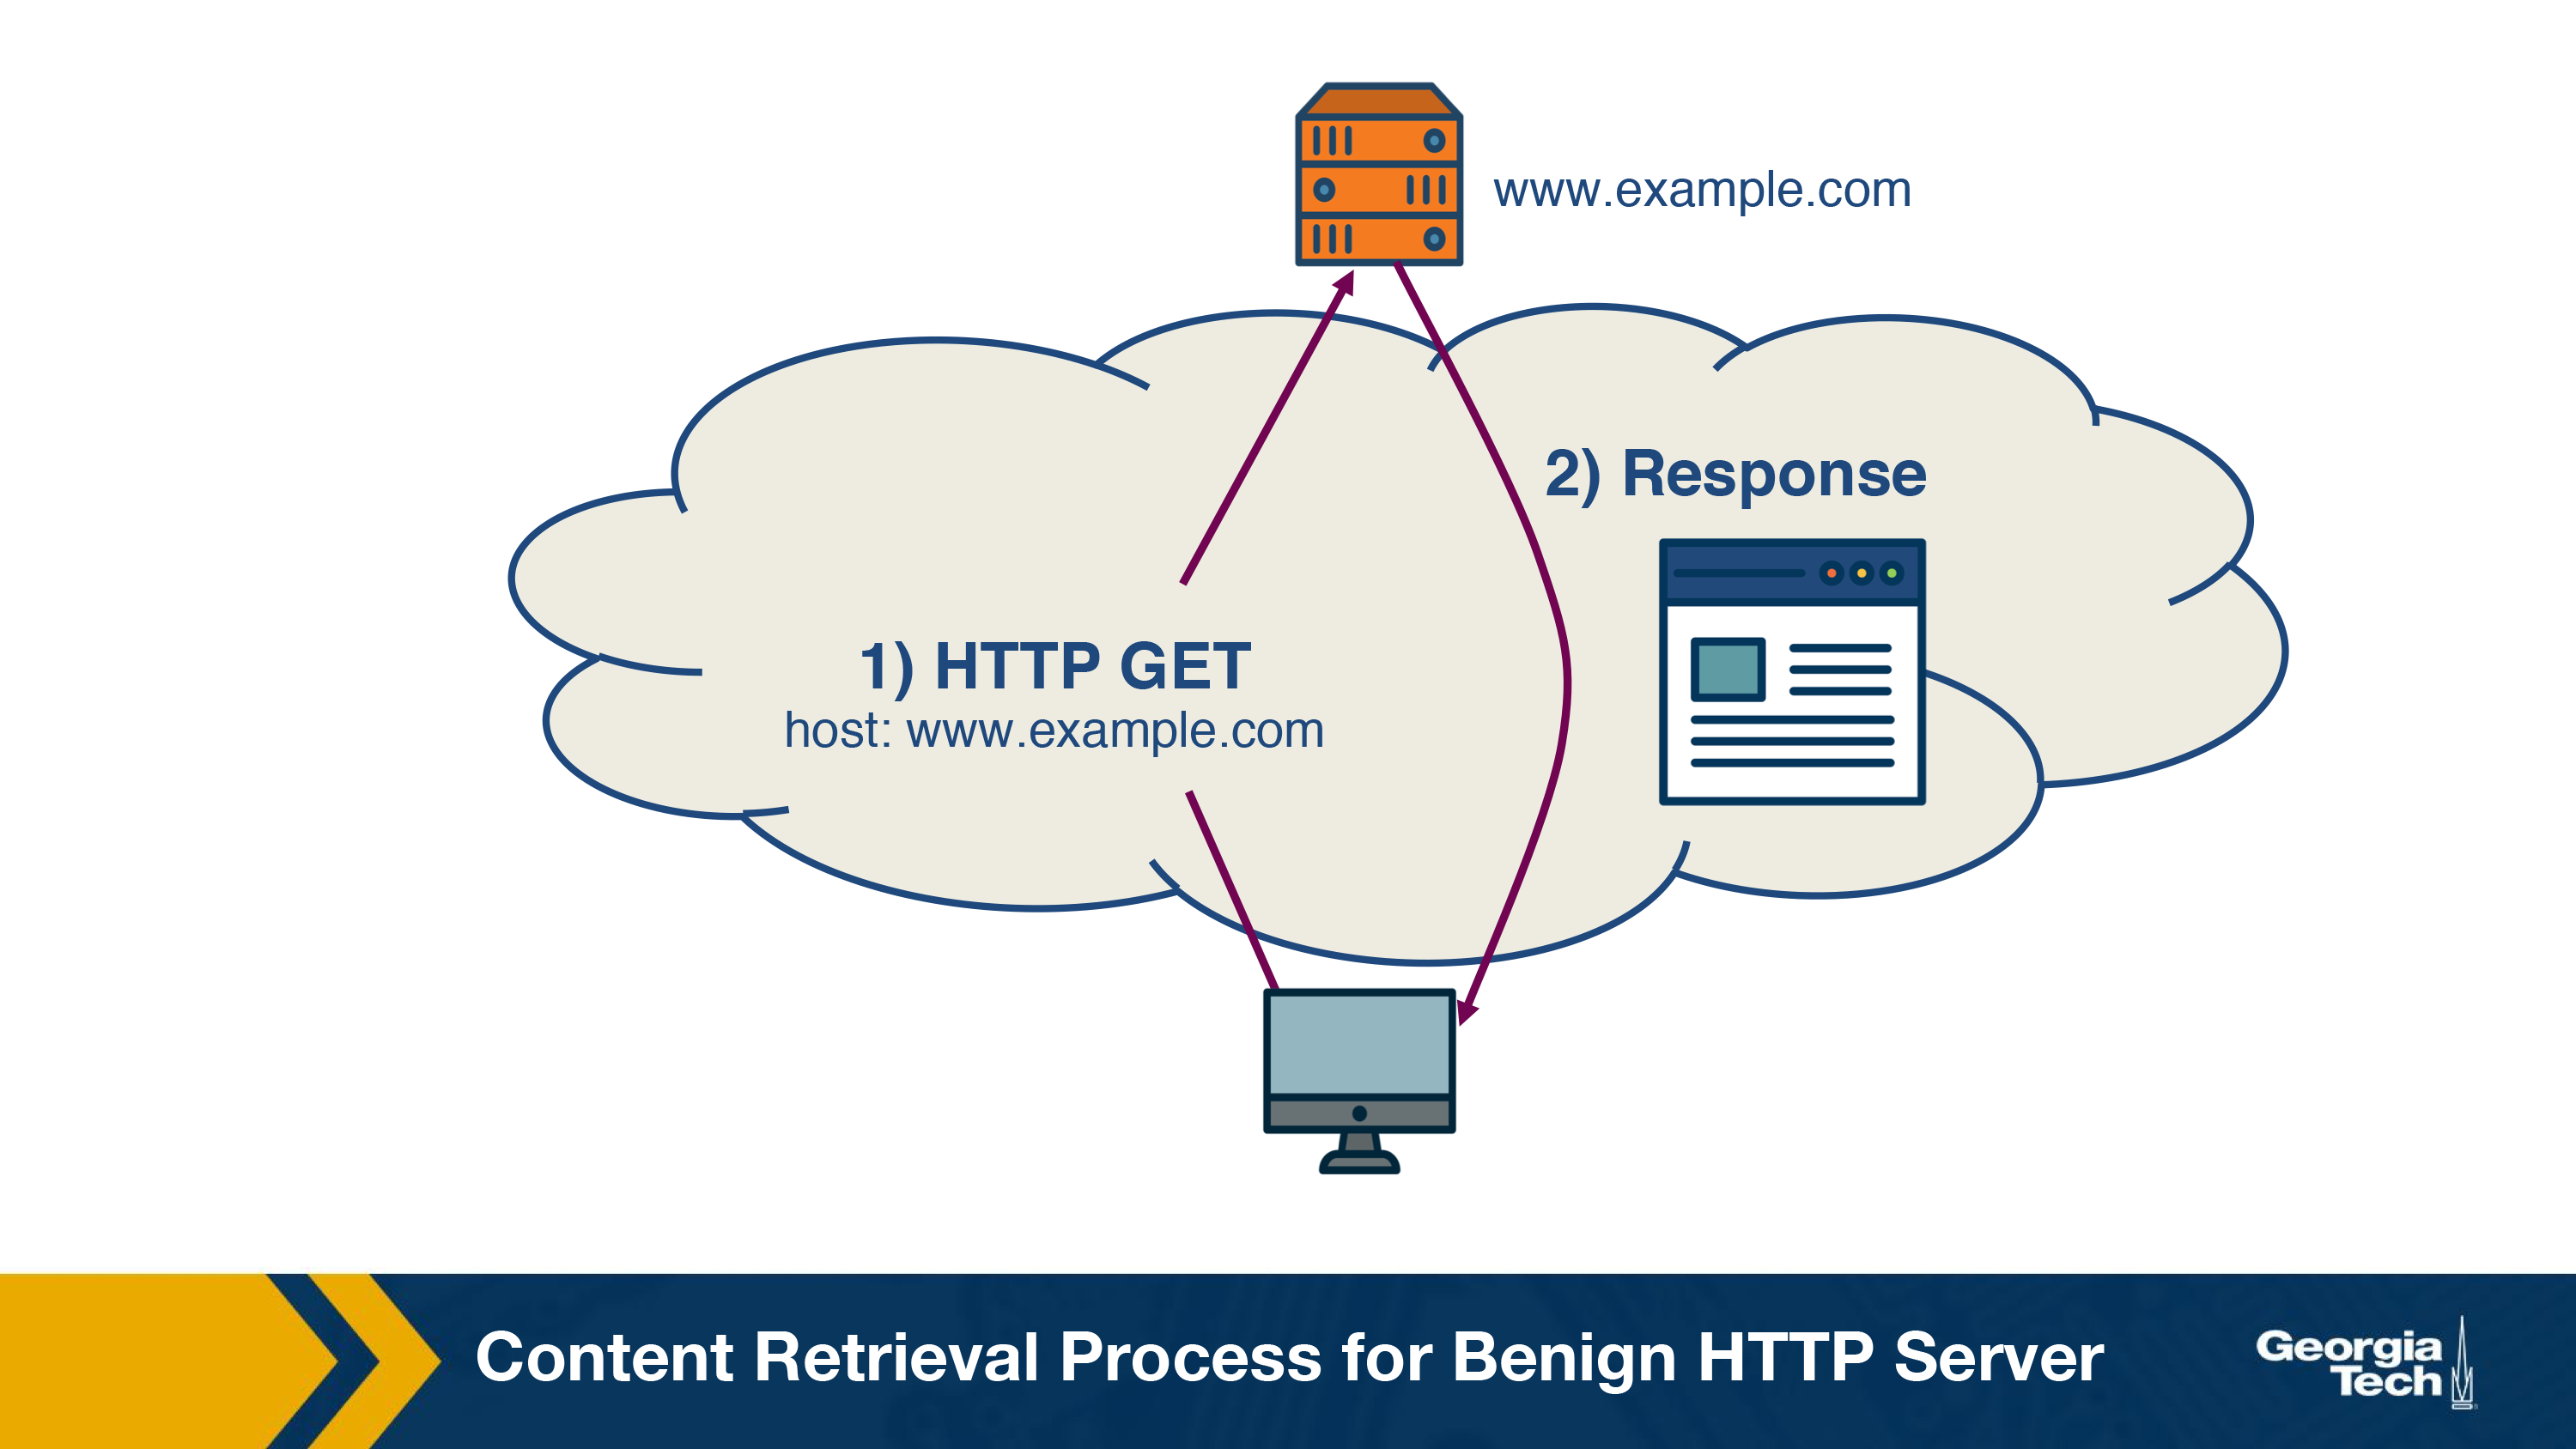 www.example.com
2) Response
1) HTTP GET
host: www.example.com
Content Retrieval Process for Benign HTTP Server
Georgia
Tech